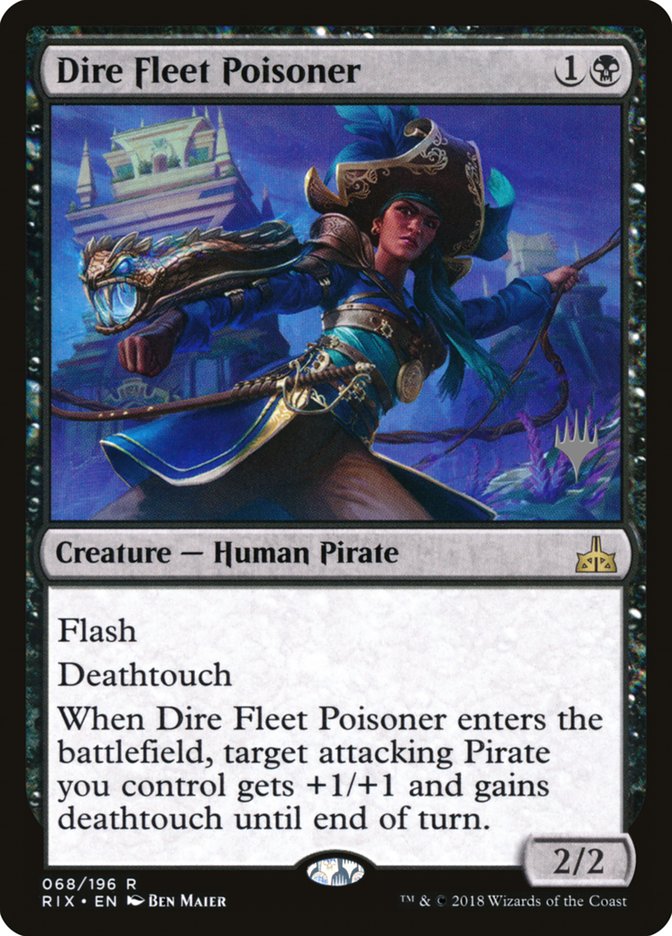 Dire Fleet Poisoner 1
Creature — Human Pirate
Flash
Deathtouch
When Dire Fleet Poisoner enters the
battlefield, target attacking Pirate
you control gets +1/+1 and gains
deathtouch until end of turn.
2/2
068/196 R
RIX • EN Ben Maier
™ & © 2018 Wizards of the Coast